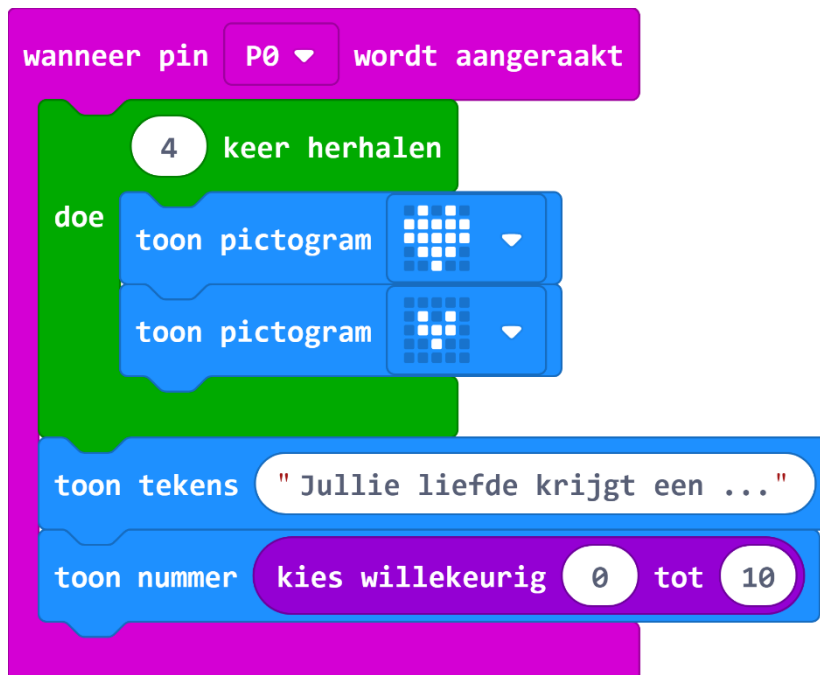 wanneer pin P0 wordt aangeraakt
4 keer herhalen
doe
toon pictogram
toon pictogram
toon tekens "Jullie liefde krijgt een ..."
toon nummer kies willekeurig 0 tot 10